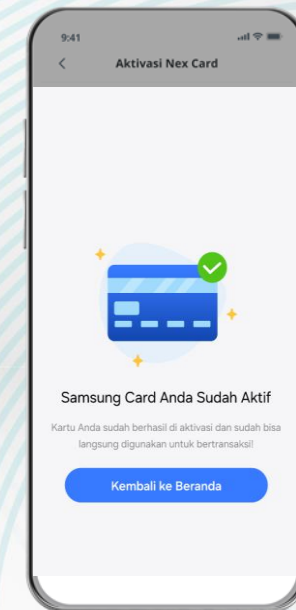 9:41
Aktivasi Nex Card
Samsung Card Anda Sudah Aktif
Kartu Anda sudah berhasil di aktivasi dan sudah bisa
langsung digunakan untuk bertransaksi!
Kembali ke Beranda